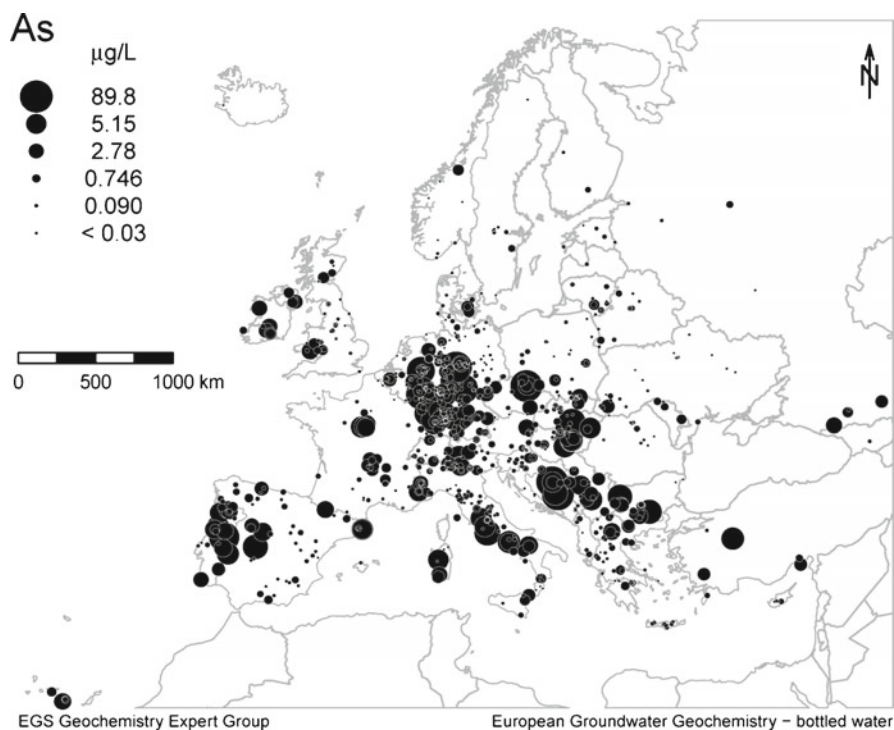 As
µg/L
89.8
5.15
2.78
0.746
0.090
< 0.03
N
0 500 1000 km
EGS Geochemistry Expert Group
European Groundwater Geochemistry − bottled water